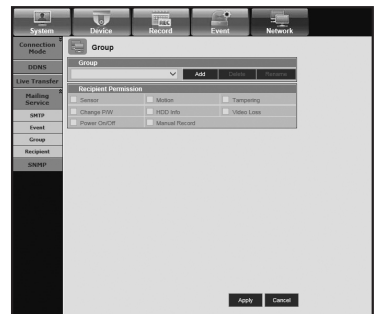 System Device Record Event Network
Connection Mode
DDNS
Live Transfer
Mailing Service
SMTP
Event
Group
Recipient
SNMP
Group
Group
Add Delete Rename
Recipient Permission
Sensor Motion Tampering
Change P/W HDD Info Video Loss
Power On/Off Manual Record
Apply Cancel